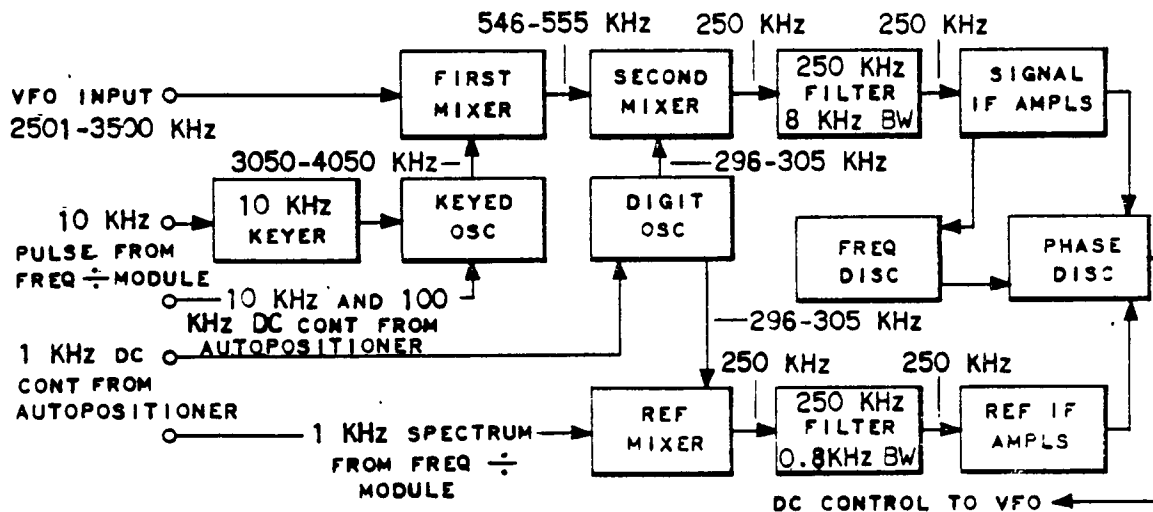 546-555 KHz
250 KHz
250 KHz
FIRST
MIXER
SECOND
MIXER
250 KHz
FILTER
8 KHz BW
SIGNAL
IF AMPLS
VFO INPUT
2501-3500 KHz
3050-4050 KHz
296-305 KHz
10 KHz
PULSE FROM
FREQ ÷ MODULE
10 KHz
KEYER
KEYED
OSC
DIGIT
OSC
FREQ
DISC
PHASE
DISC
10 KHz AND 100
KHz DC CONT FROM
AUTOPOSITIONER
296-305 KHz
1 KHz DC
CONT FROM
AUTOPOSITIONER
250 KHz
250 KHz
REF
MIXER
250 KHz
FILTER
0.8KHz BW
REF IF
AMPLS
1 KHz SPECTRUM
FROM FREQ ÷
MODULE
DC CONTROL TO VFO